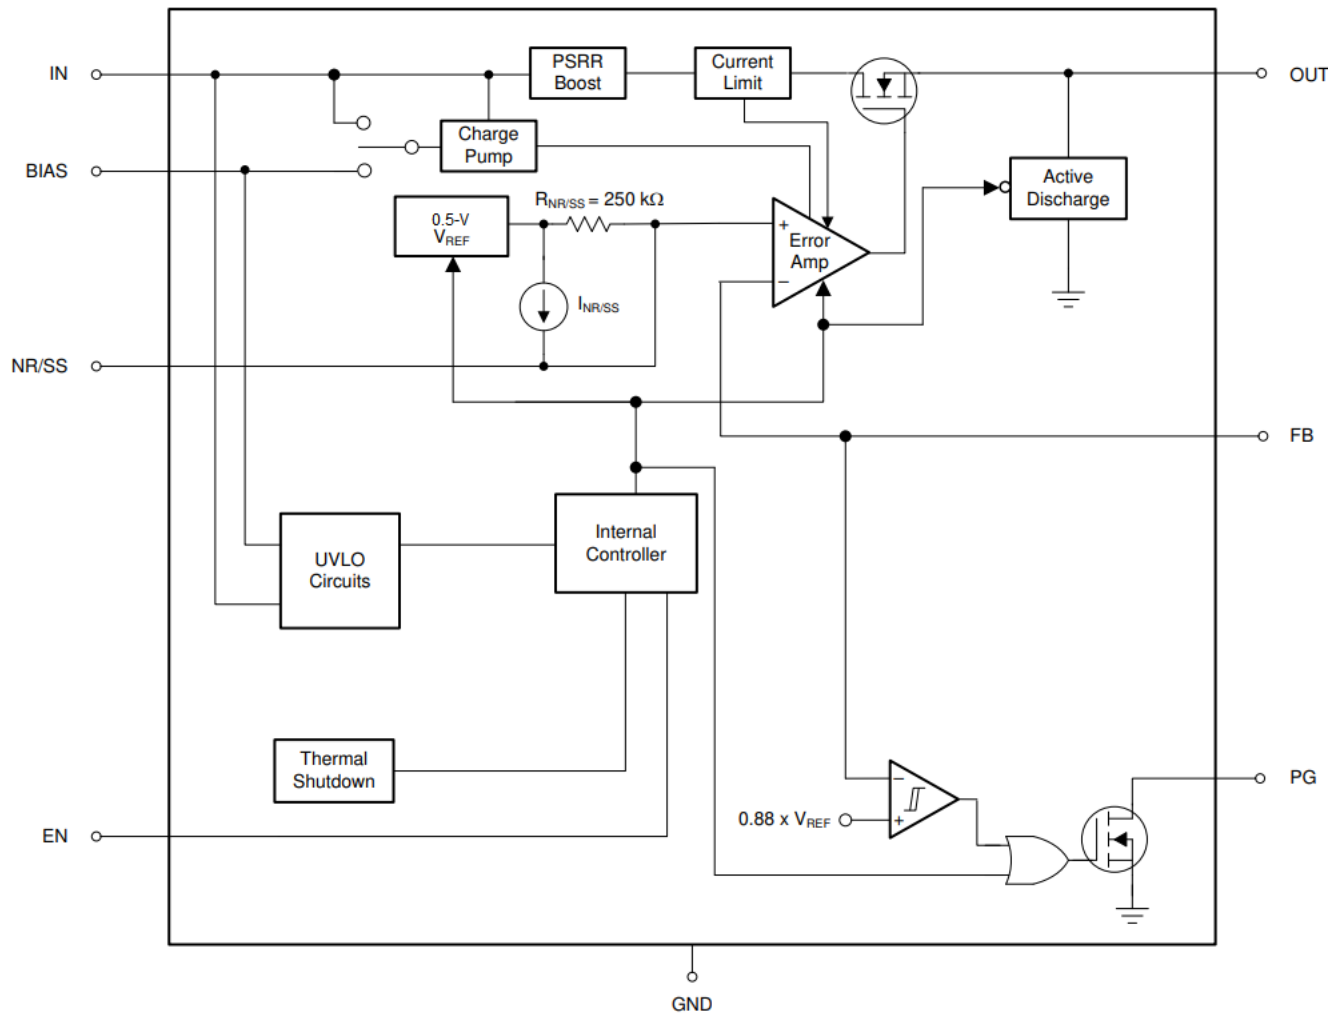 IN
PSRR
Boost
Current
Limit
OUT
Charge
Pump
BIAS
Active
Discharge
R_NR/SS = 250 kΩ
0.5-V
V_REF
+
Error
Amp
−
I_NR/SS
NR/SS
FB
Internal
Controller
UVLO
Circuits
Thermal
Shutdown
−
PG
0.88 x V_REF
+
EN
GND